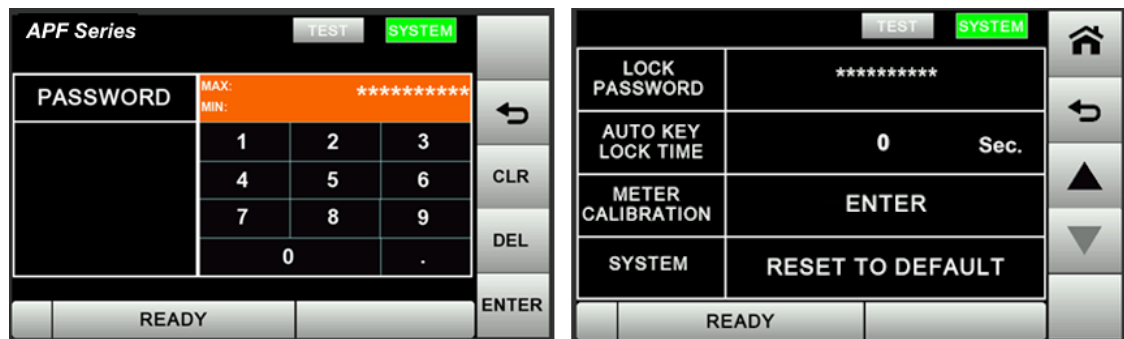 APF Series TEST SYSTEM
PASSWORD MAX: **********
MIN:
1 2 3
4 5 6 CLR
7 8 9
0 . DEL
READY ENTER
TEST SYSTEM
LOCK
PASSWORD **********
AUTO KEY
LOCK TIME 0 Sec.
METER
CALIBRATION ENTER
SYSTEM RESET TO DEFAULT
READY